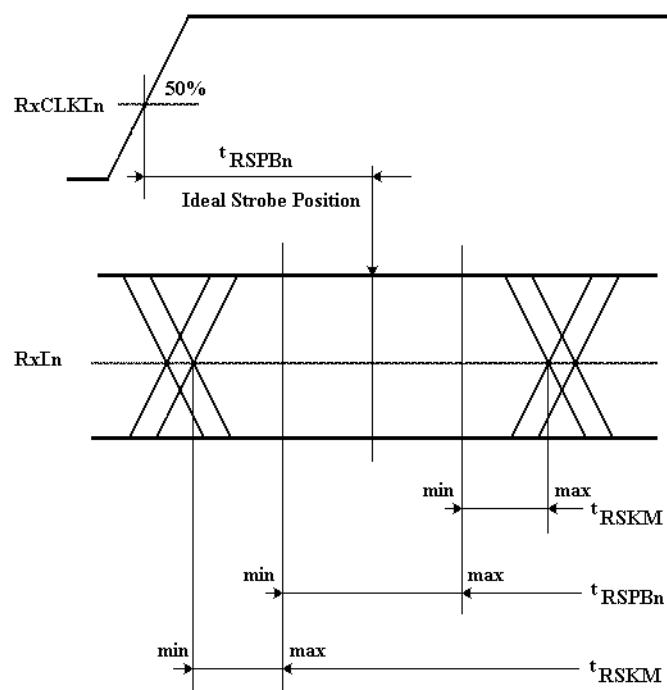 50%
RxCLKIn
tRSPBn
Ideal Strobe Position
RxIn
min max
tRSKM
min max
tRSPBn
min max
tRSKM